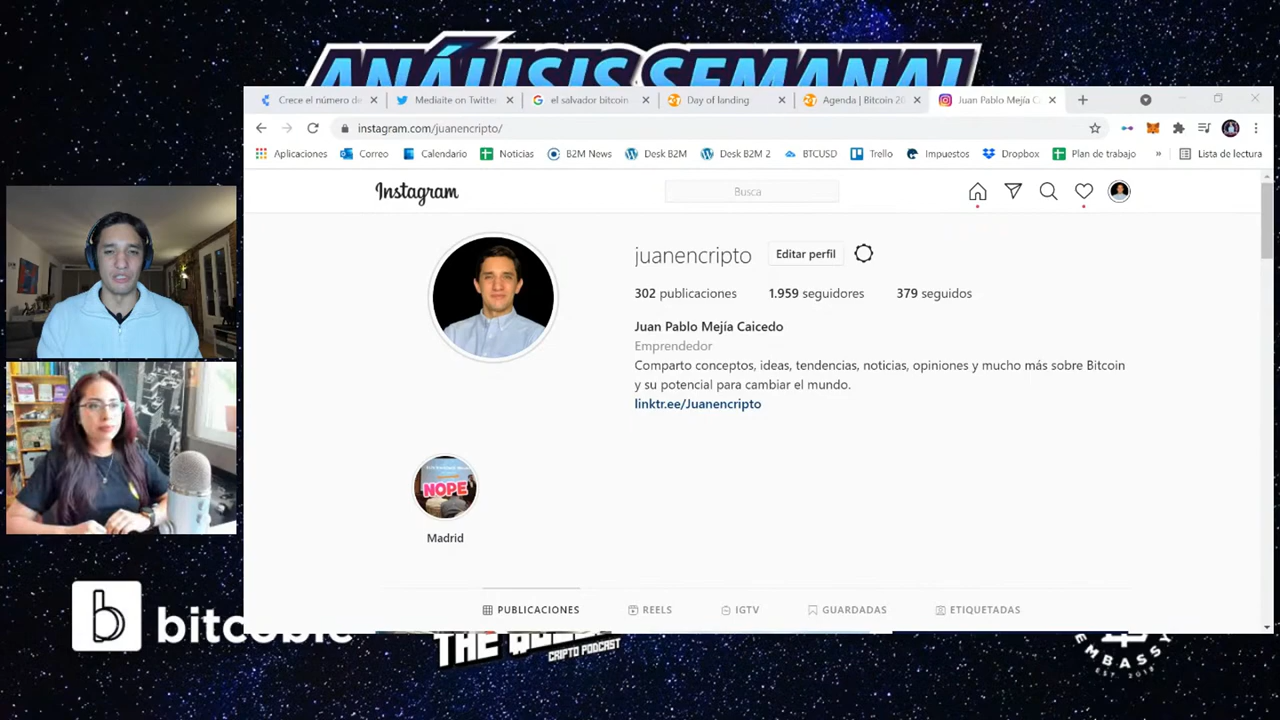 ANÁLISIS SEMANAL
Crece el número de
Mediaite on Twitter
el salvador bitcoin
Day of landing
Agenda | Bitcoin 20
Juan Pablo Mejía C
instagram.com/juanencripto/
Aplicaciones
Correo
Calendario
Noticias
B2M News
Desk B2M
Desk B2M 2
BTCUSD
Trello
Impuestos
Dropbox
Plan de trabajo
»
Lista de lectura
Instagram
Busca
juanencripto
Editar perfil
302 publicaciones
1.959 seguidores
379 seguidos
Juan Pablo Mejía Caicedo
Emprendedor
Comparto conceptos, ideas, tendencias, noticias, opiniones y mucho más sobre Bitcoin
y su potencial para cambiar el mundo.
linktr.ee/Juanencripto
NOPE
Madrid
PUBLICACIONES
REELS
IGTV
GUARDADAS
ETIQUETADAS
b
THE
CRIPTO PODCAST
EMBASSY